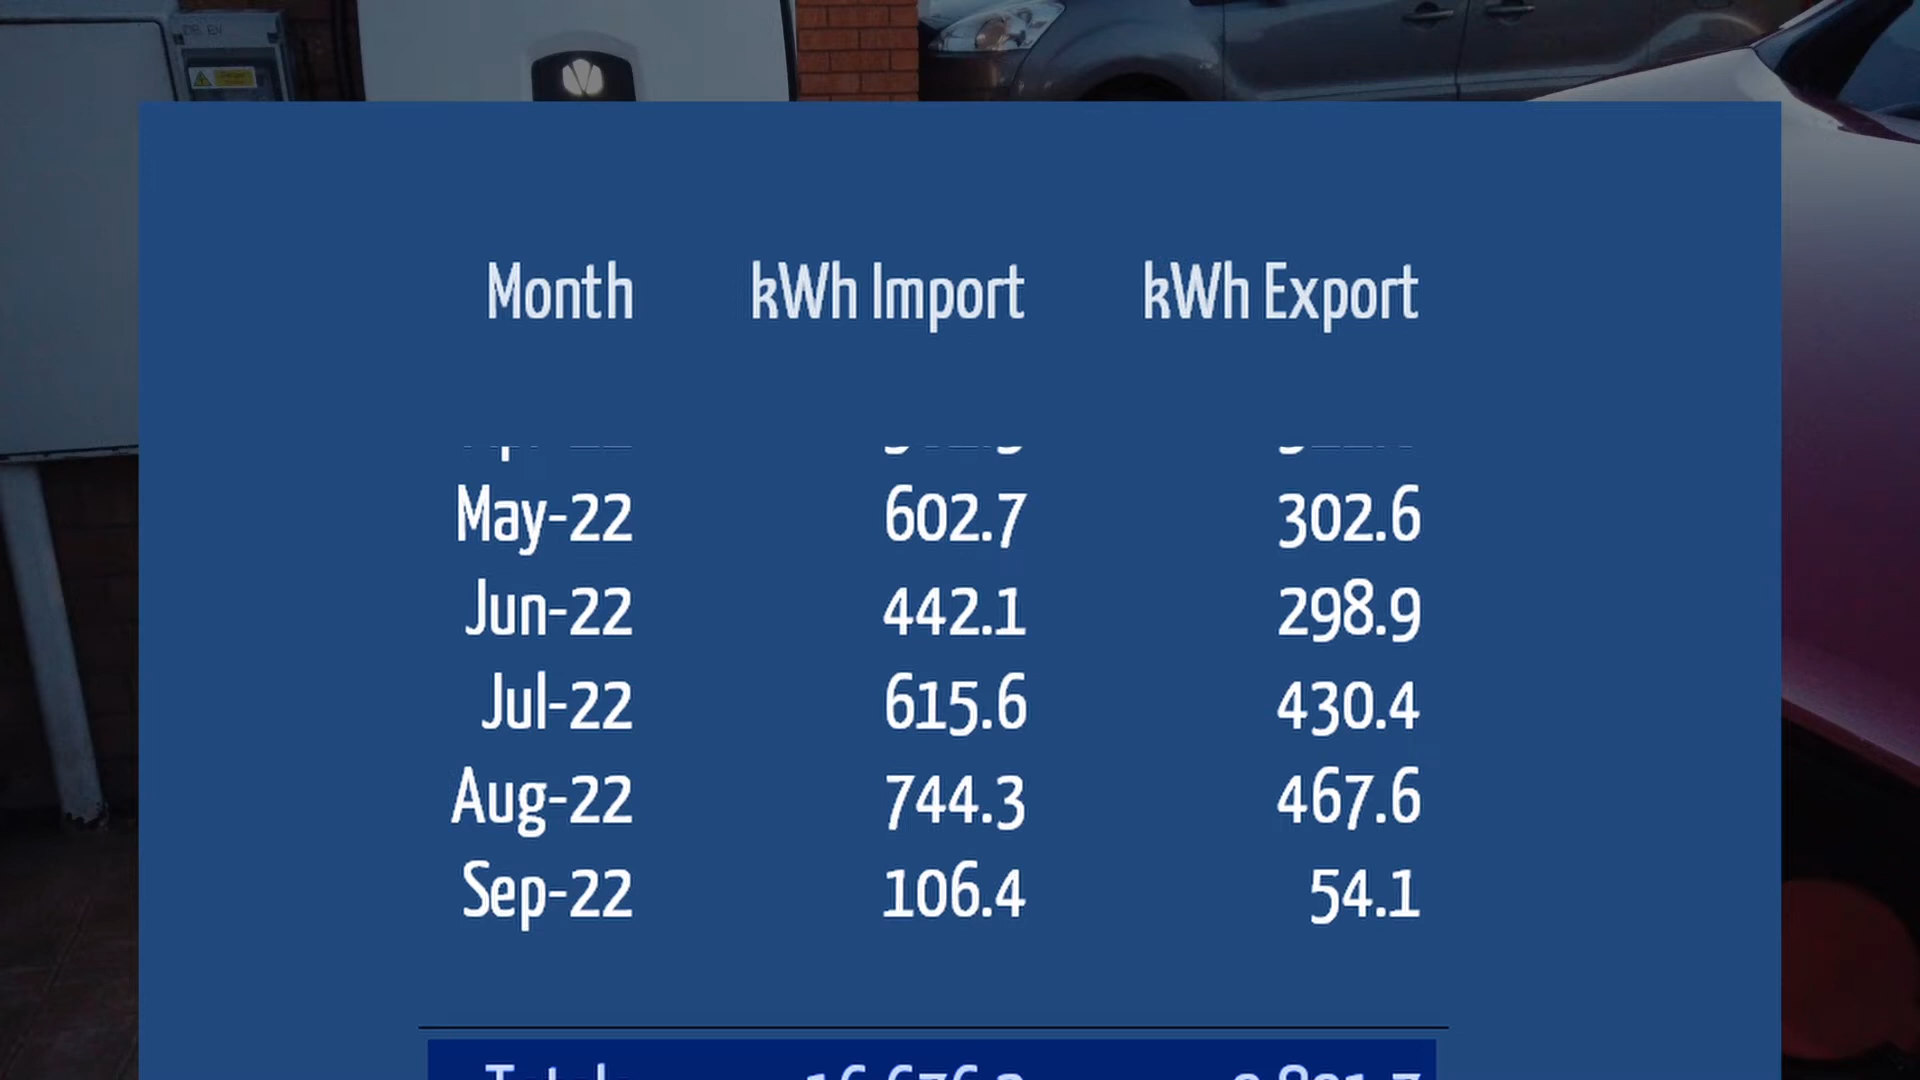 Month kWh Import kWh Export
May-22 602.7 302.6
Jun-22 442.1 298.9
Jul-22 615.6 430.4
Aug-22 744.3 467.6
Sep-22 106.4 54.1